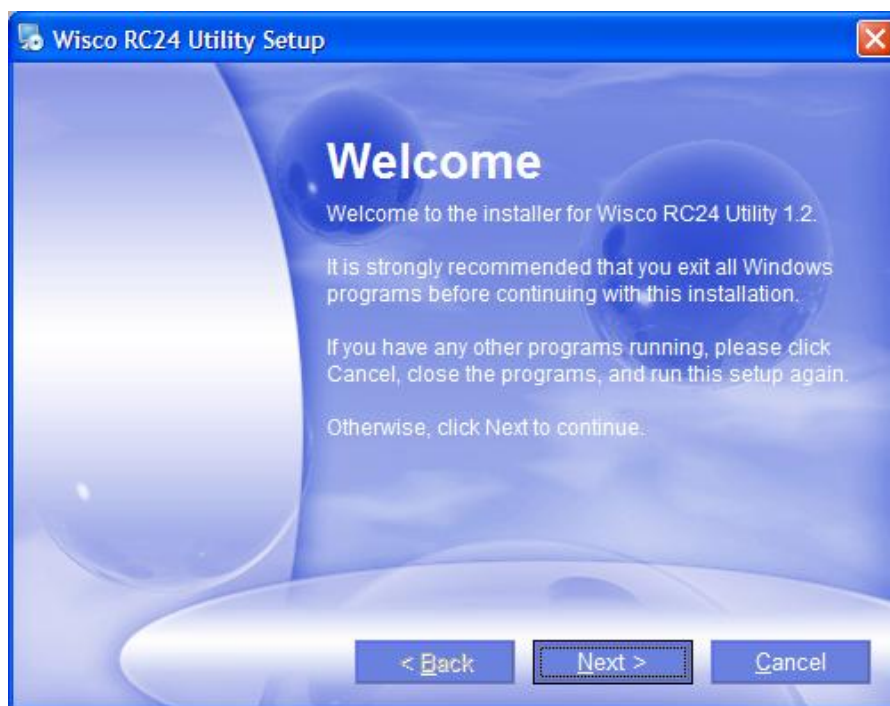 Wisco RC24 Utility Setup
Welcome
Welcome to the installer for Wisco RC24 Utility 1.2.
It is strongly recommended that you exit all Windows
programs before continuing with this installation.
If you have any other programs running, please click
Cancel, close the programs, and run this setup again.
Otherwise, click Next to continue.
< Back Next > Cancel